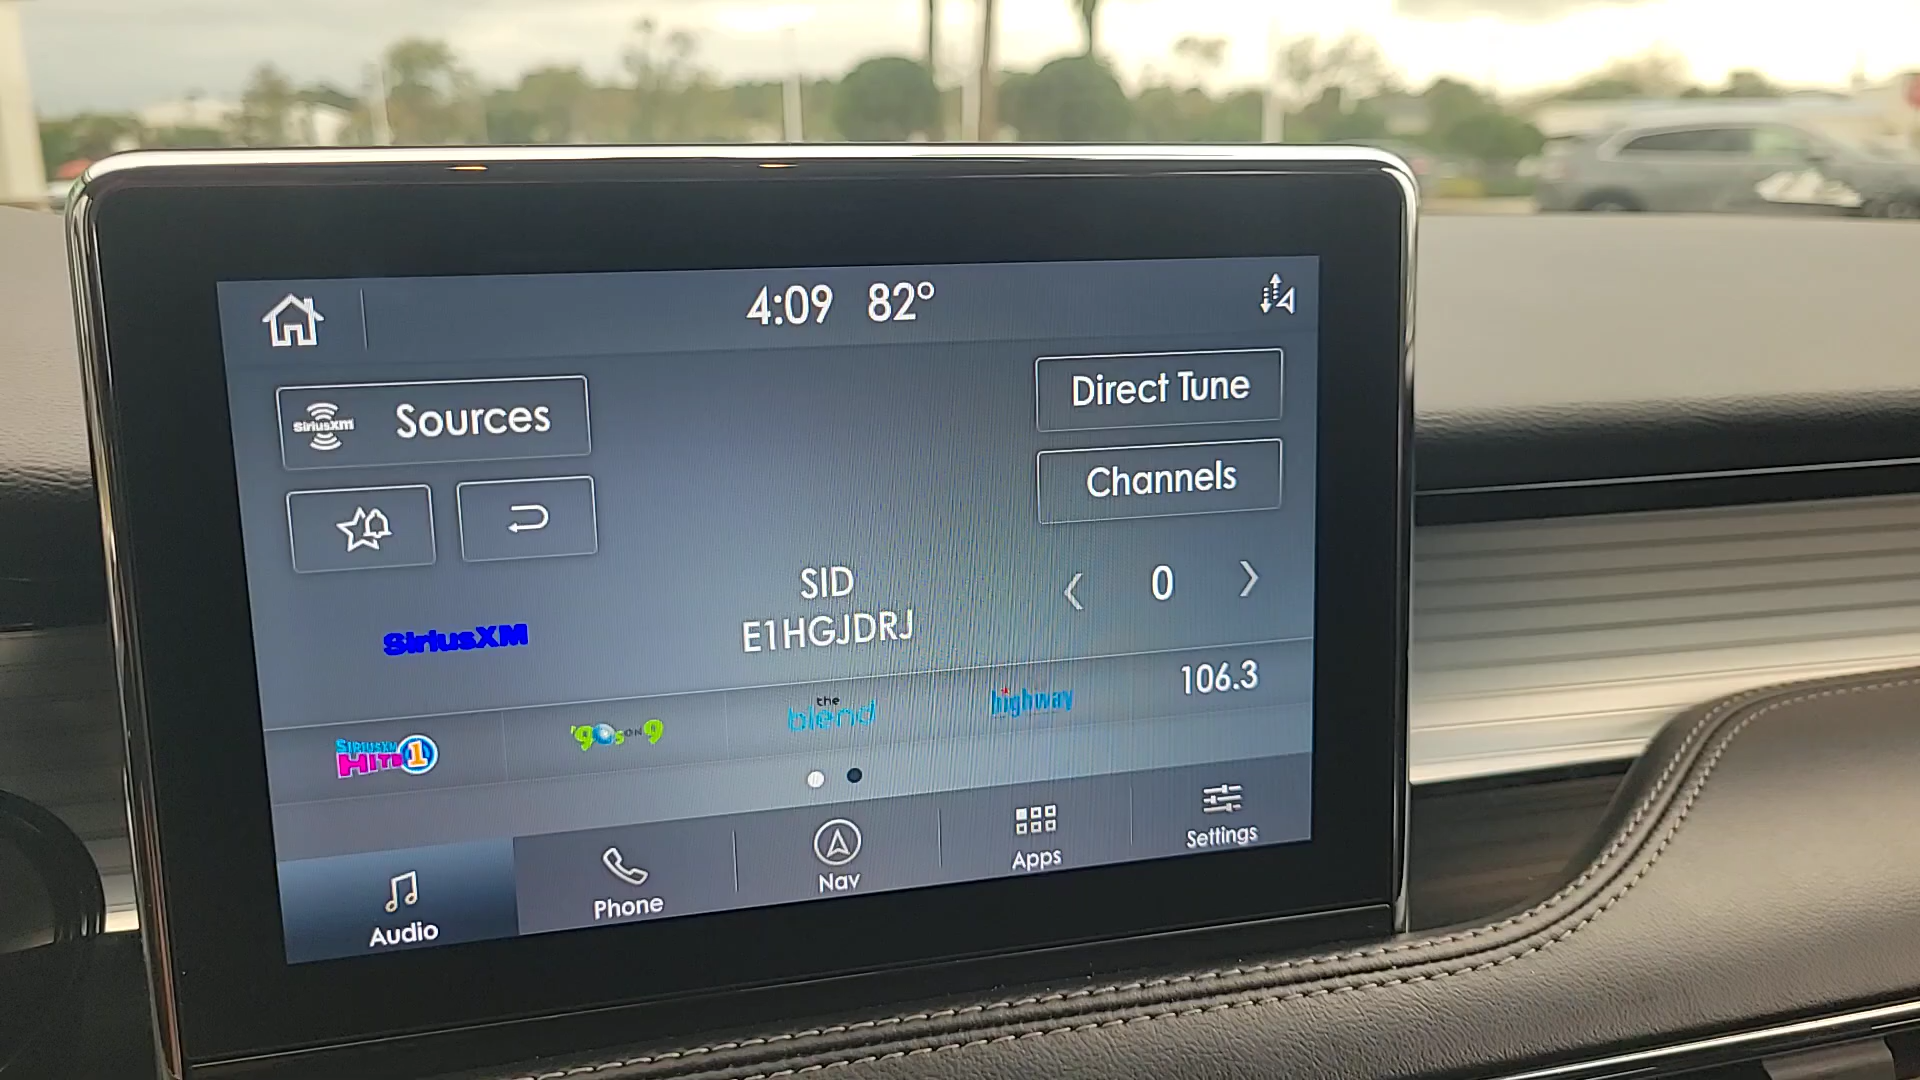 4:09 82°
SiriusXM Sources
Direct Tune
Channels
SID
E1HGJDRJ
0
SiriusXM
SIRIUSXM HITS 1
'90s ON 9
the blend
highway
106.3
Audio
Phone
Nav
Apps
Settings